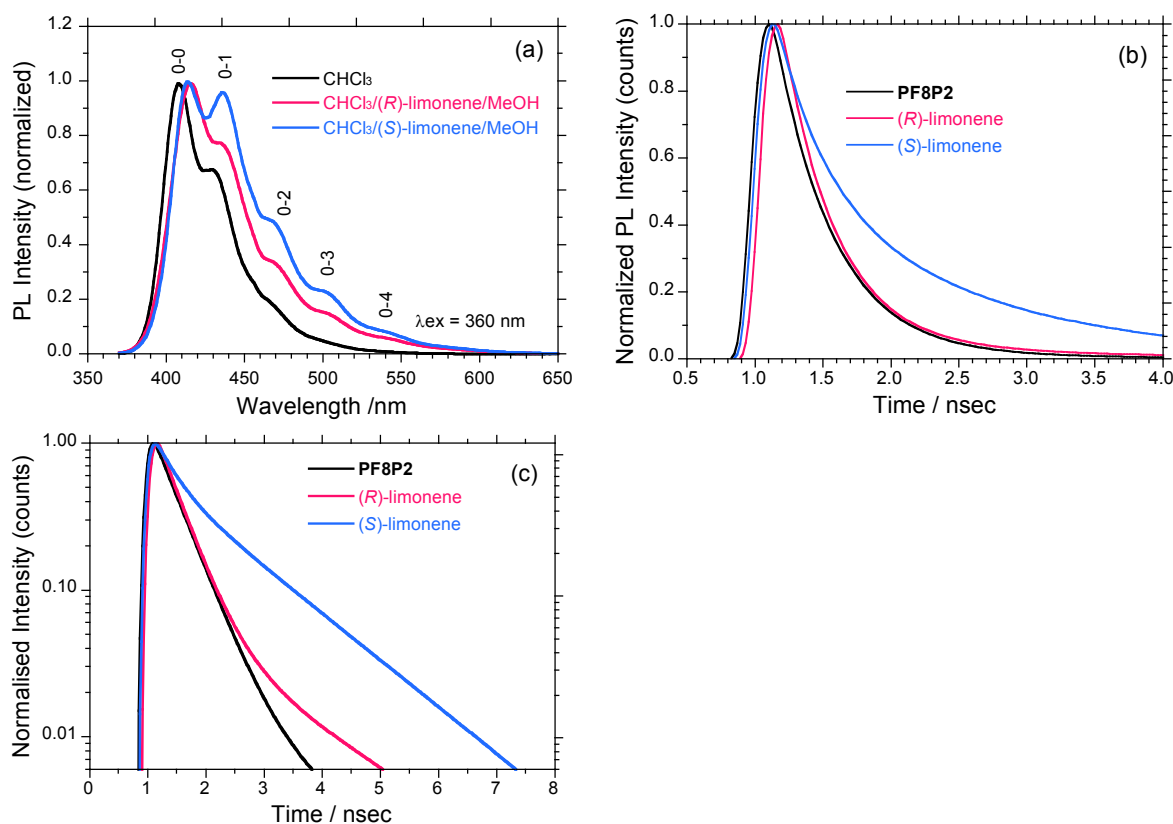 (a)
PL Intensity (normalized)
1.2
1.0
0.8
0.6
0.4
0.2
0.0
0-0
0-1
0-2
0-3
0-4
CHCl₃
CHCl₃/(R)-limonene/MeOH
CHCl₃/(S)-limonene/MeOH
λex = 360 nm
350 400 450 500 550 600 650
Wavelength /nm
(b)
Normalized PL Intensity (counts)
1.0
0.8
0.6
0.4
0.2
0.0
PF8P2
(R)-limonene
(S)-limonene
0.5 1.0 1.5 2.0 2.5 3.0 3.5 4.0
Time / nsec
(c)
Normalised Intensity (counts)
1.00
0.10
0.01
PF8P2
(R)-limonene
(S)-limonene
0 1 2 3 4 5 6 7 8
Time / nsec